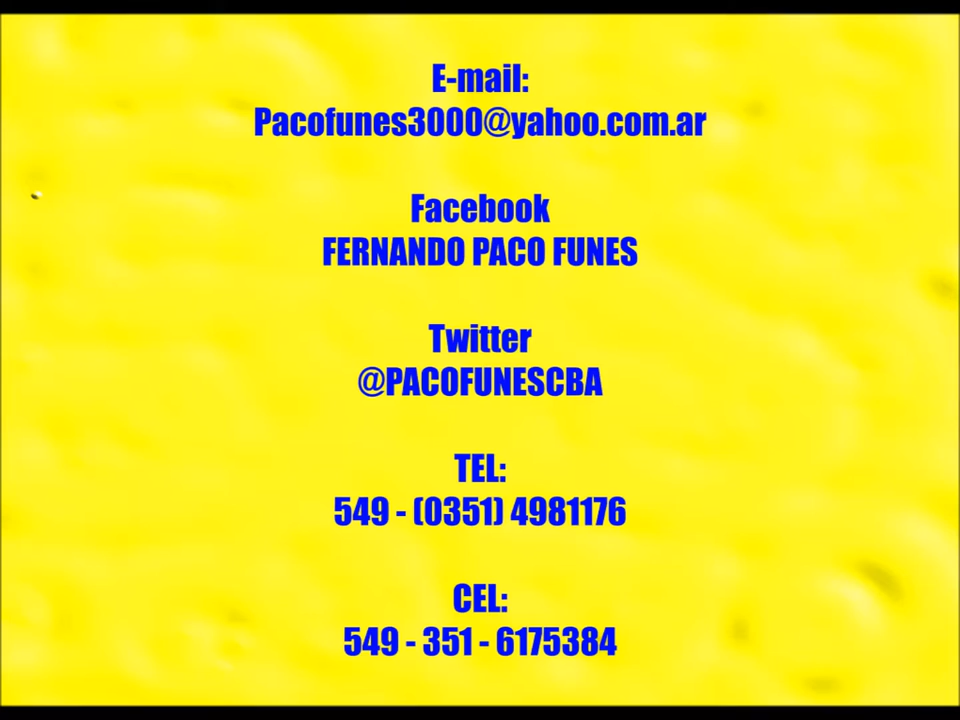 E-mail:
Pacofunes3000@yahoo.com.ar
Facebook
FERNANDO PACO FUNES
Twitter
@PACOFUNESCBA
TEL:
549 - (0351) 4981176
CEL:
549 - 351 - 6175384